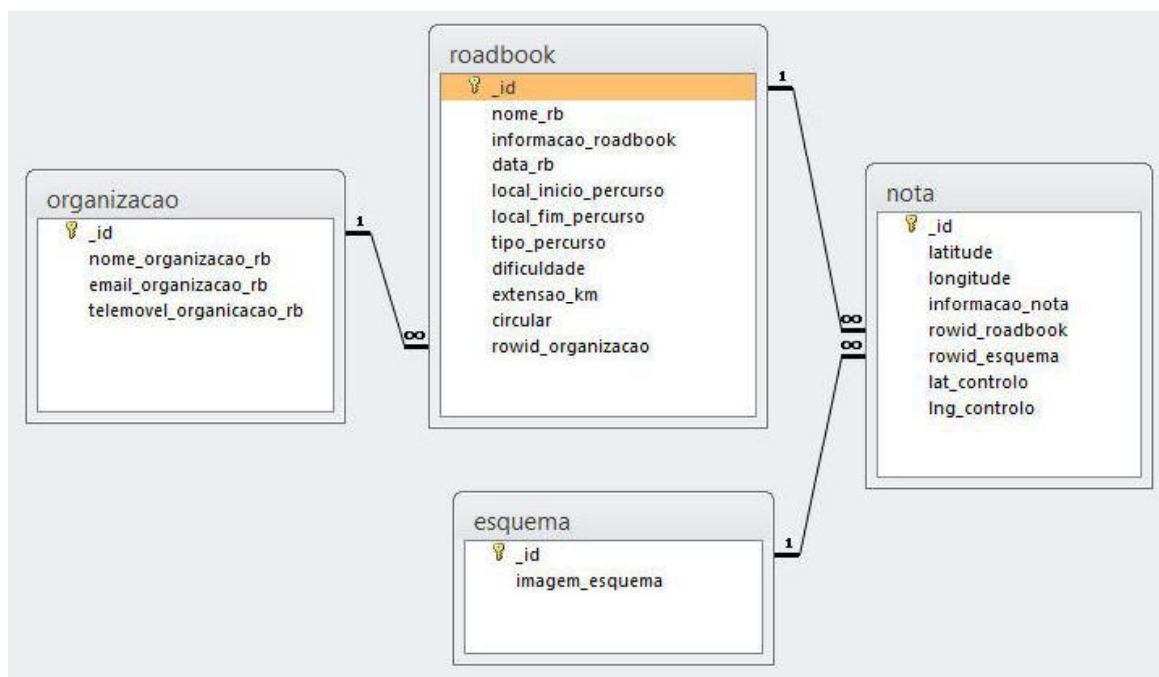 roadbook
_id
nome_rb
informacao_roadbook
data_rb
local_inicio_percurso
local_fim_percurso
tipo_percurso
dificuldade
extensao_km
circular
rowid_organizacao
1
organizacao
_id
nome_organizacao_rb
email_organizacao_rb
telemovel_organicacao_rb
1
∞
nota
_id
latitude
longitude
informacao_nota
rowid_roadbook
rowid_esquema
lat_controlo
lng_controlo
∞
∞
esquema
_id
imagem_esquema
1